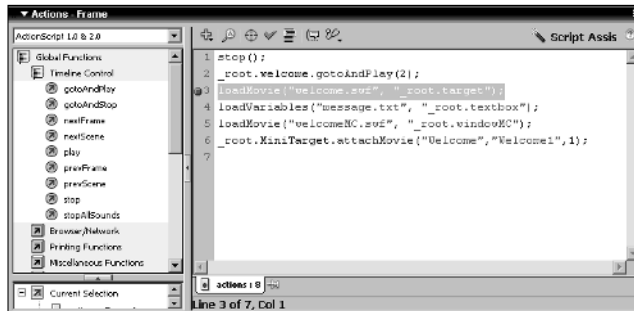 Actions - Frame
ActionScript 1.0 & 2.0
Script Assis
Global Functions
Timeline Control
gotoAndPlay
gotoAndStop
nextFrame
nextScene
play
prevFrame
prevScene
stop
stopAllSounds
Browser/Network
Printing Functions
Miscellaneous Functions
Current Selection
1 stop();
2 _root.welcome.gotoAndPlay(2);
3 loadMovie("welcome.swf", "_root.target");
4 loadVariables("message.txt", "_root.textbox");
5 loadMovie("welcomeMC.swf", "_root.windowMC");
6 _root.MiniTarget.attachMovie("Welcome","Welcome1",1);
7
actions : 8
Line 3 of 7, Col 1